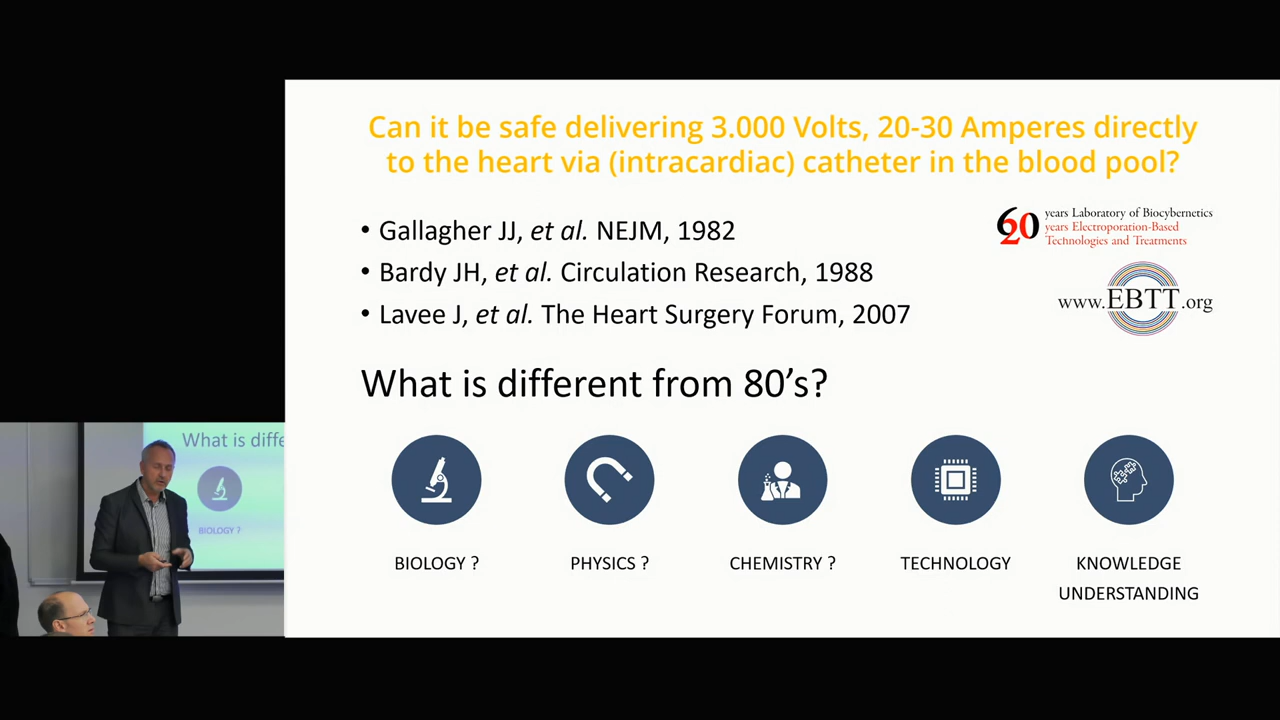 Can it be safe delivering 3.000 Volts, 20-30 Amperes directly
to the heart via (intracardiac) catheter in the blood pool?
• Gallagher JJ, et al. NEJM, 1982
• Bardy JH, et al. Circulation Research, 1988
• Lavee J, et al. The Heart Surgery Forum, 2007
60 years Laboratory of Biocybernetics
20 years Electroporation-Based
Technologies and Treatments
www.EBTT.org
What is different from 80’s?
BIOLOGY ?
PHYSICS ?
CHEMISTRY ?
TECHNOLOGY
KNOWLEDGE
UNDERSTANDING
What is diffe
BIOLOGY ?